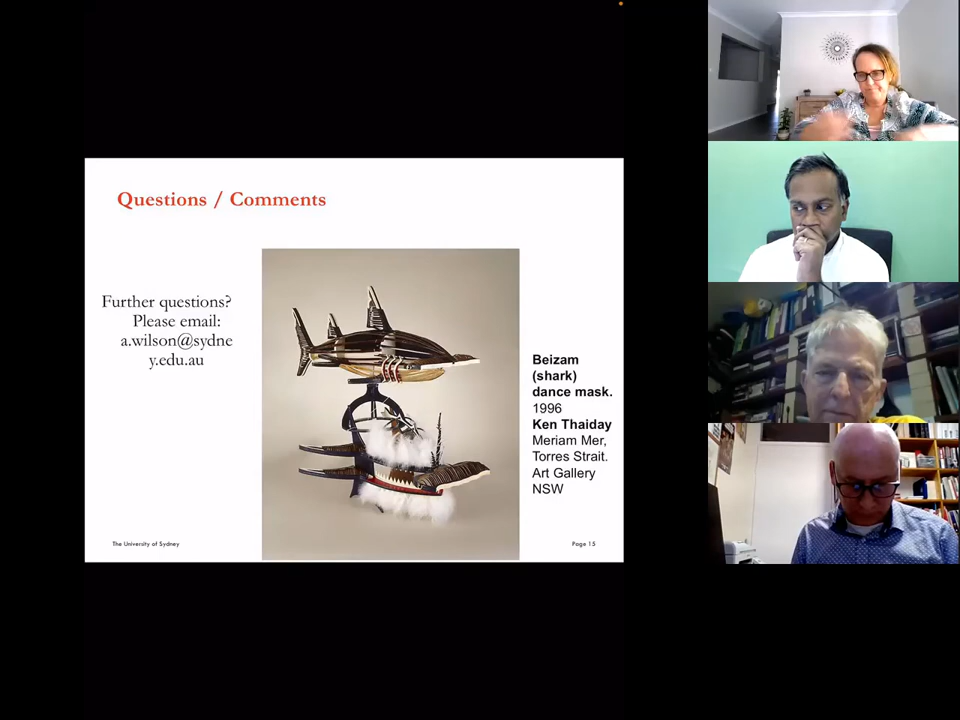 Questions / Comments
Further questions?
Please email:
a.wilson@sydne
y.edu.au
Beizam
(shark)
dance mask.
1996
Ken Thaiday
Meriam Mer,
Torres Strait.
Art Gallery
NSW
The University of Sydney
Page 15